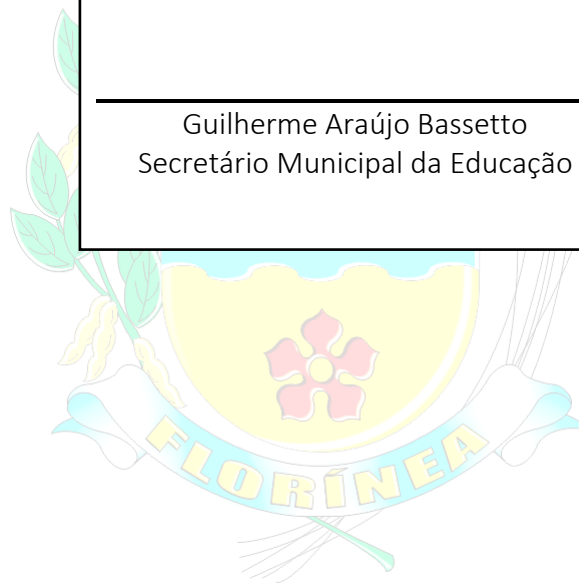 Guilherme Araújo Bassetto
Secretário Municipal da Educação
FLORÍNEA